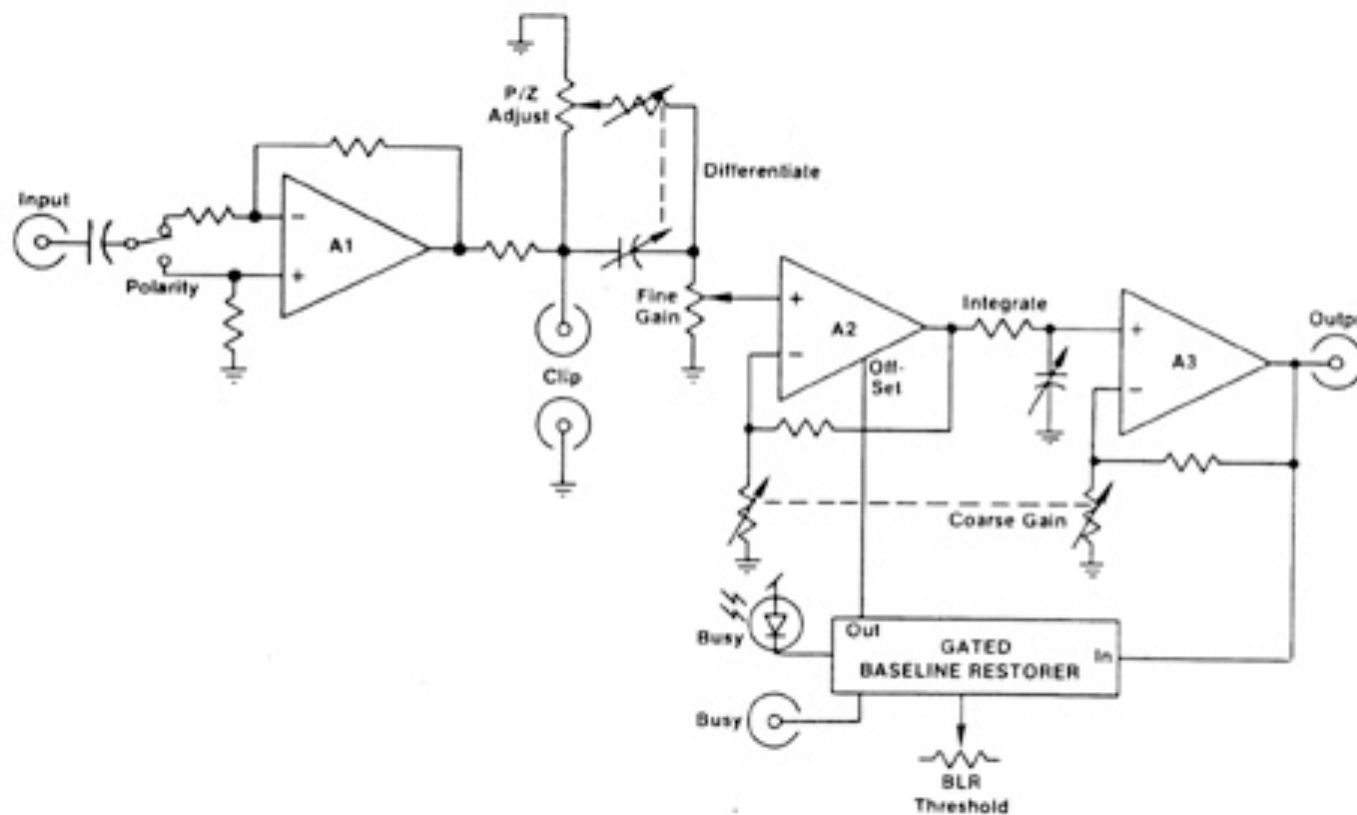 P/Z
Adjust
Differentiate
Input
−
A1
+
Polarity
Fine
Gain
Clip
+
A2
−
Off-
Set
Integrate
+
A3
−
Outp
Coarse Gain
Busy
Out
GATED
BASELINE RESTORER
In
Busy
BLR
Threshold